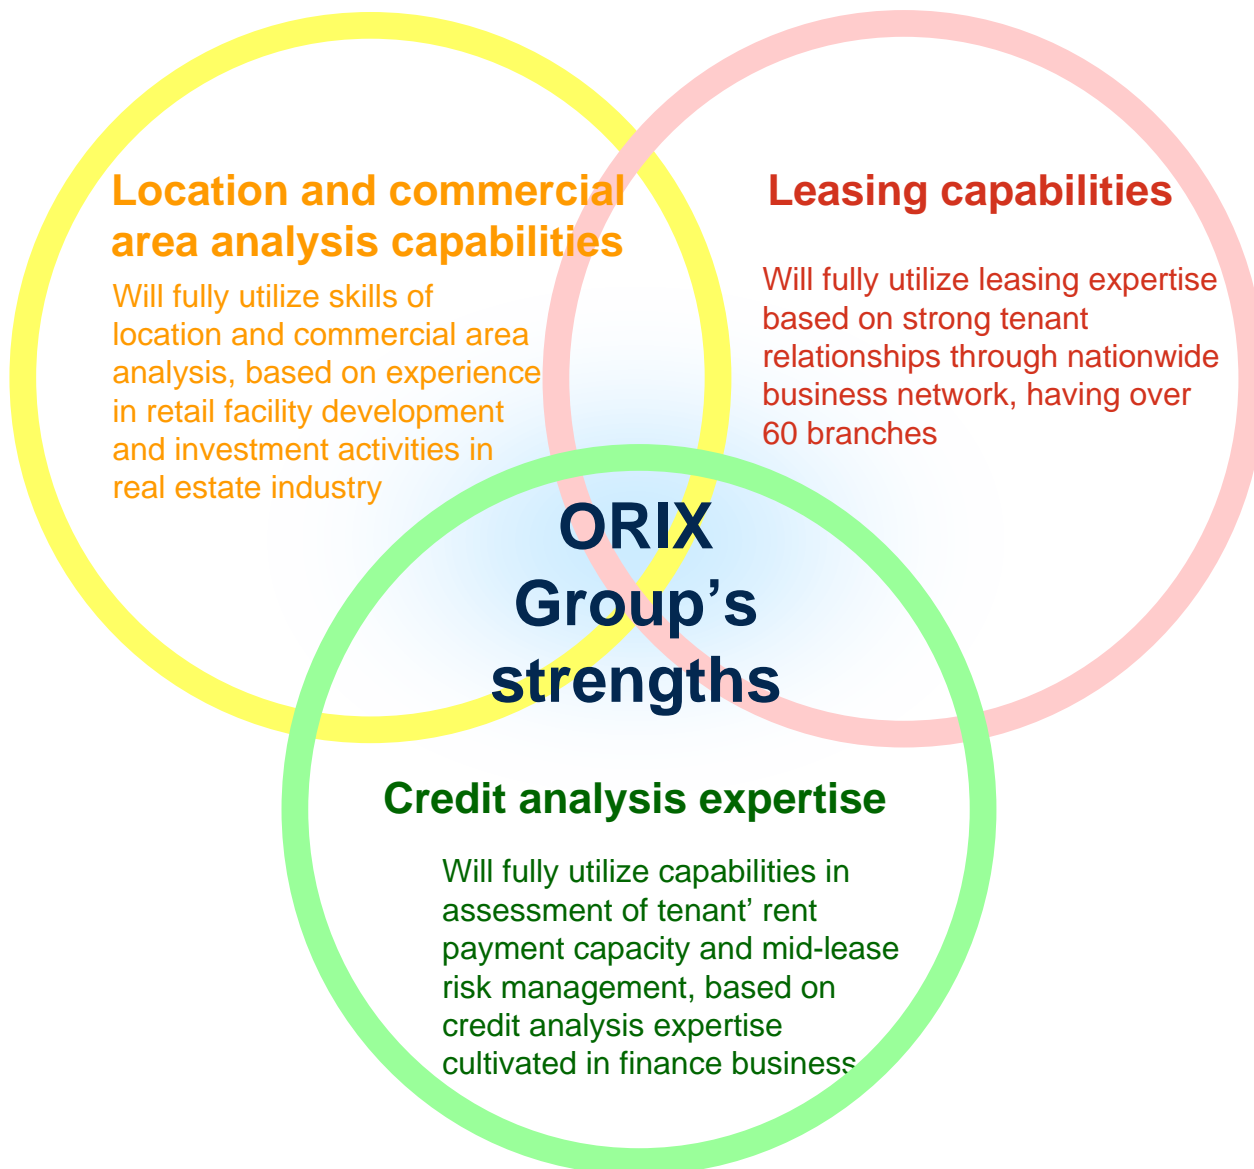 Location and commercial
area analysis capabilities
Will fully utilize skills of
location and commercial area
analysis, based on experience
in retail facility development
and investment activities in
real estate industry
Leasing capabilities
Will fully utilize leasing expertise
based on strong tenant
relationships through nationwide
business network, having over
60 branches
ORIX
Group’s
strengths
Credit analysis expertise
Will fully utilize capabilities in
assessment of tenant’ rent
payment capacity and mid-lease
risk management, based on
credit analysis expertise
cultivated in finance business